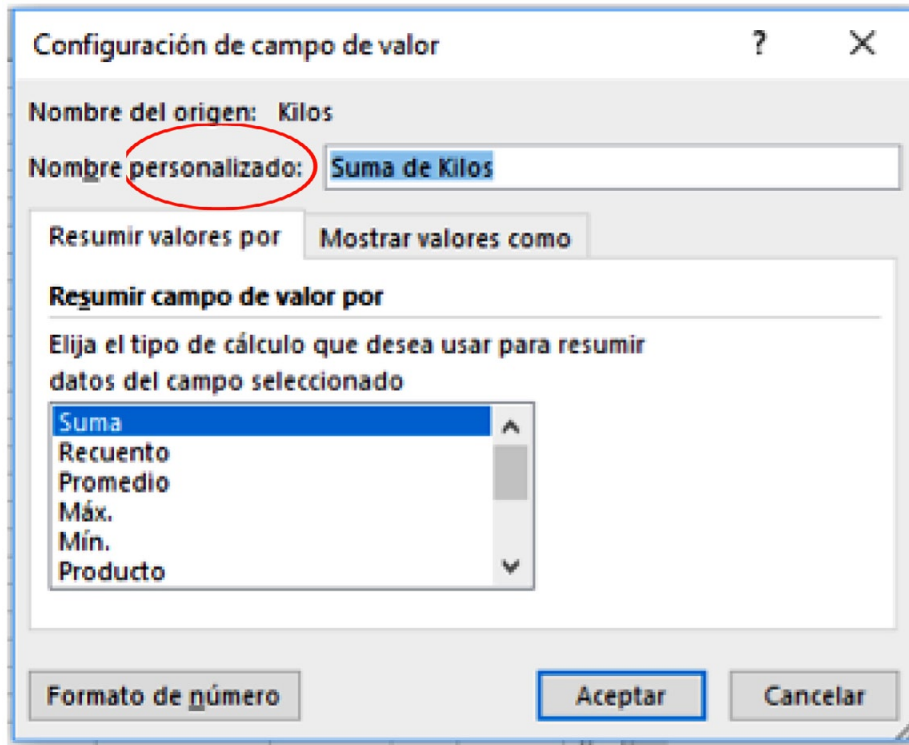 Configuración de campo de valor
Nombre del origen: Kilos
Nombre personalizado: Suma de Kilos
Resumir valores por Mostrar valores como
Resumir campo de valor por
Elija el tipo de cálculo que desea usar para resumir
datos del campo seleccionado
Suma
Recuento
Promedio
Máx.
Mín.
Producto
Formato de número Aceptar Cancelar